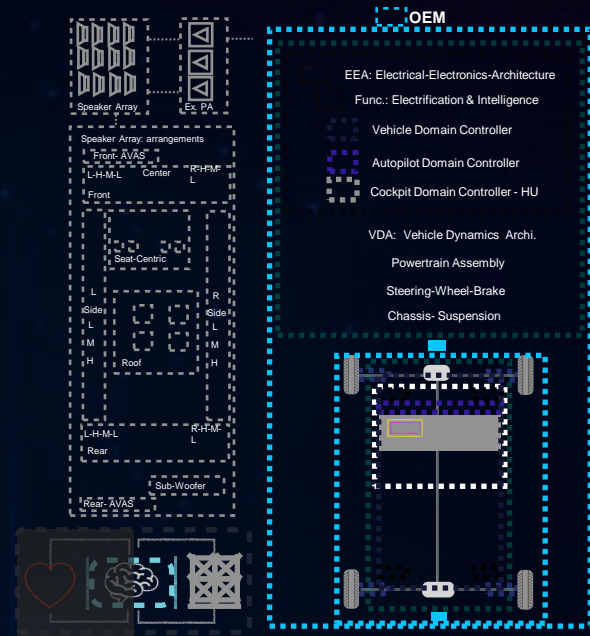 OEM
Speaker Array
Ex. PA
Speaker Array: arrangements
Front- AVAS
L-H-M-L
Center
R-H-M-
L
Front
Seat-Centric
L
Side
L
M
H
R
Side
L
M
H
Roof
L-H-M-L
R-H-M-
L
Rear
Sub-Woofer
Rear- AVAS
EEA: Electrical-Electronics-Architecture
Func.: Electrification & Intelligence
Vehicle Domain Controller
Autopilot Domain Controller
Cockpit Domain Controller - HU
VDA:  Vehicle Dynamics  Archi.
Powertrain Assembly
Steering-Wheel-Brake
Chassis- Suspension